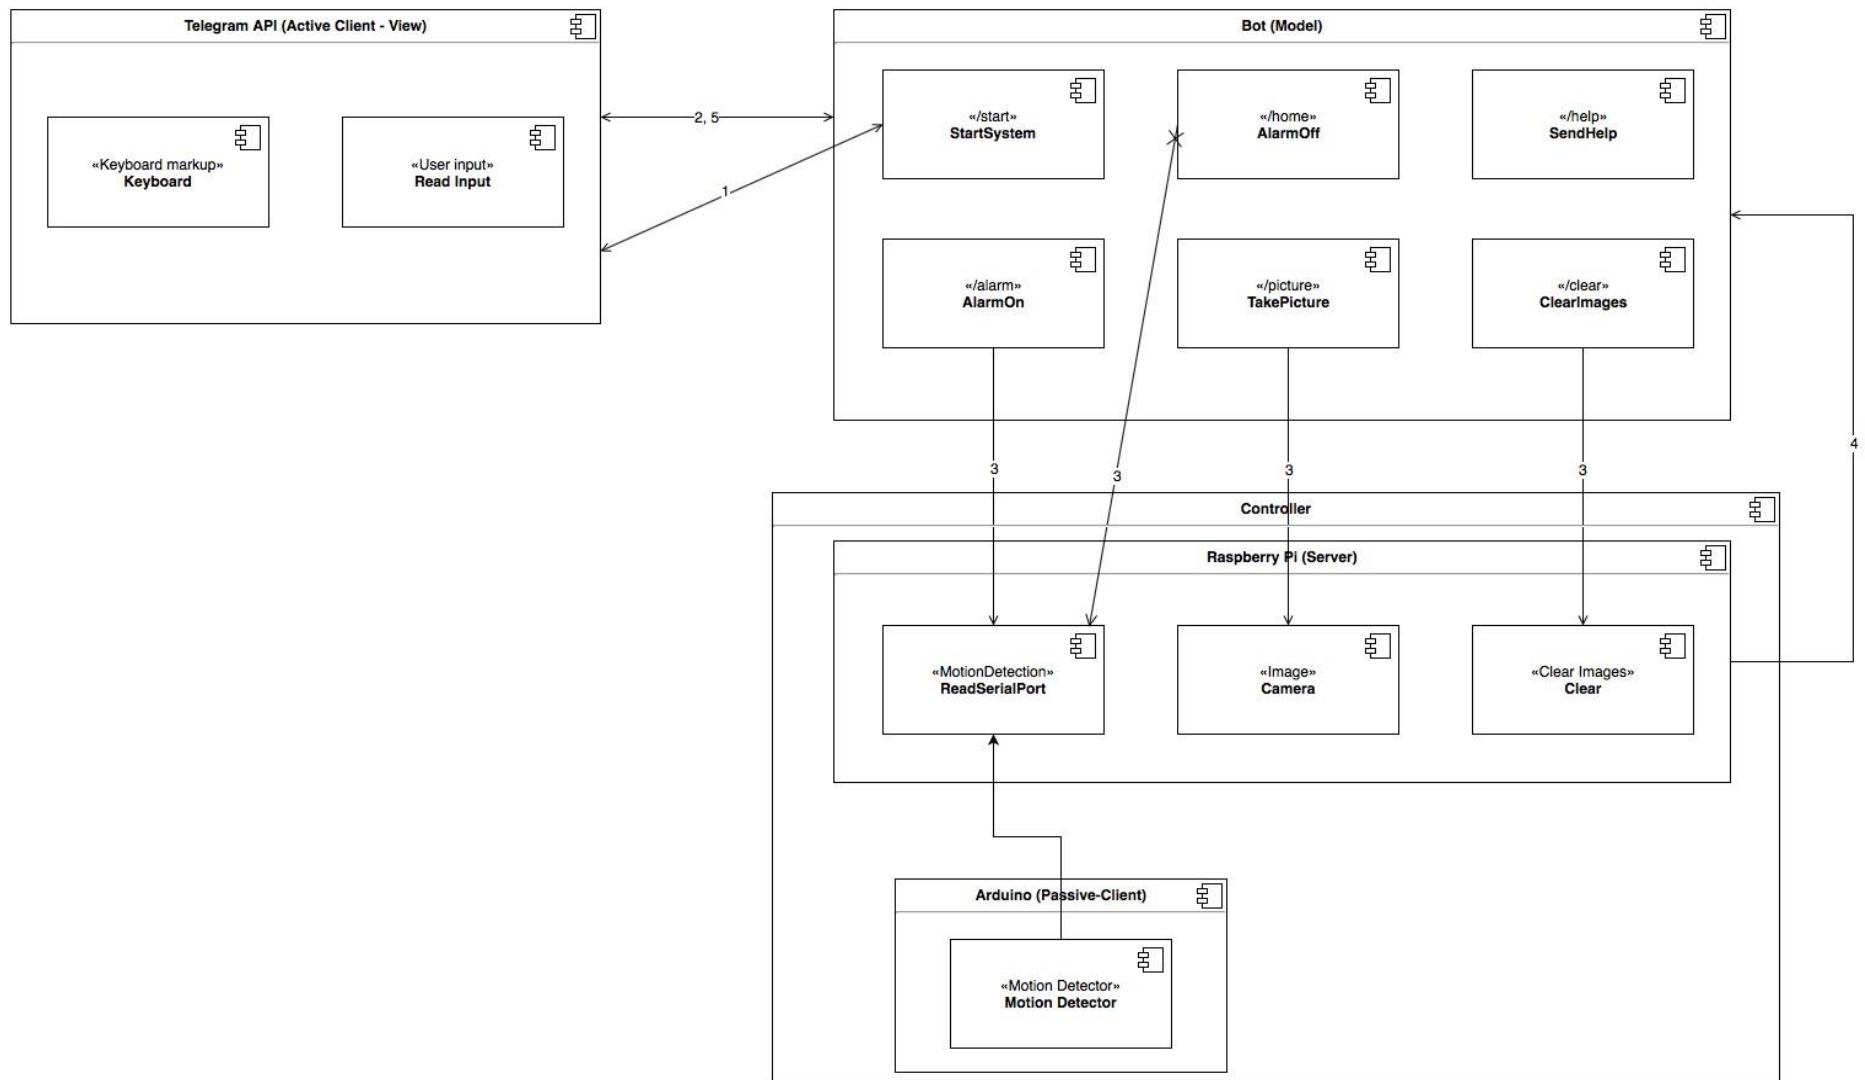 Telegram API (Active Client - View)
«Keyboard markup»
Keyboard
«User input»
Read Input
2, 5
1
Bot (Model)
«/start»
StartSystem
«/home»
AlarmOff
«/help»
SendHelp
«/alarm»
AlarmOn
«/picture»
TakePicture
«/clear»
ClearImages
3
3
3
3
4
Controller
Raspberry Pi (Server)
«MotionDetection»
ReadSerialPort
«Image»
Camera
«Clear Images»
Clear
Arduino (Passive-Client)
«Motion Detector»
Motion Detector